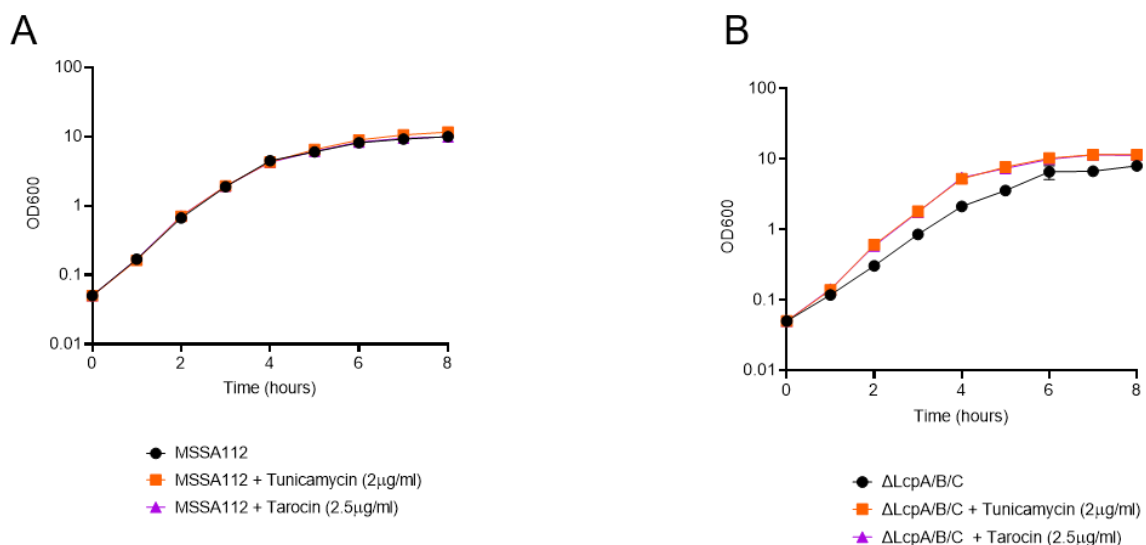 A
100
10
1
0.1
0.01
OD600
0
2
4
6
8
Time (hours)
MSSA112
MSSA112 + Tunicamycin (2µg/ml)
MSSA112 + Tarocin (2.5µg/ml)
B
100
10
1
0.1
0.01
OD600
0
2
4
6
8
Time (hours)
ΔLcpA/B/C
ΔLcpA/B/C + Tunicamycin (2µg/ml)
ΔLcpA/B/C + Tarocin (2.5µg/ml)